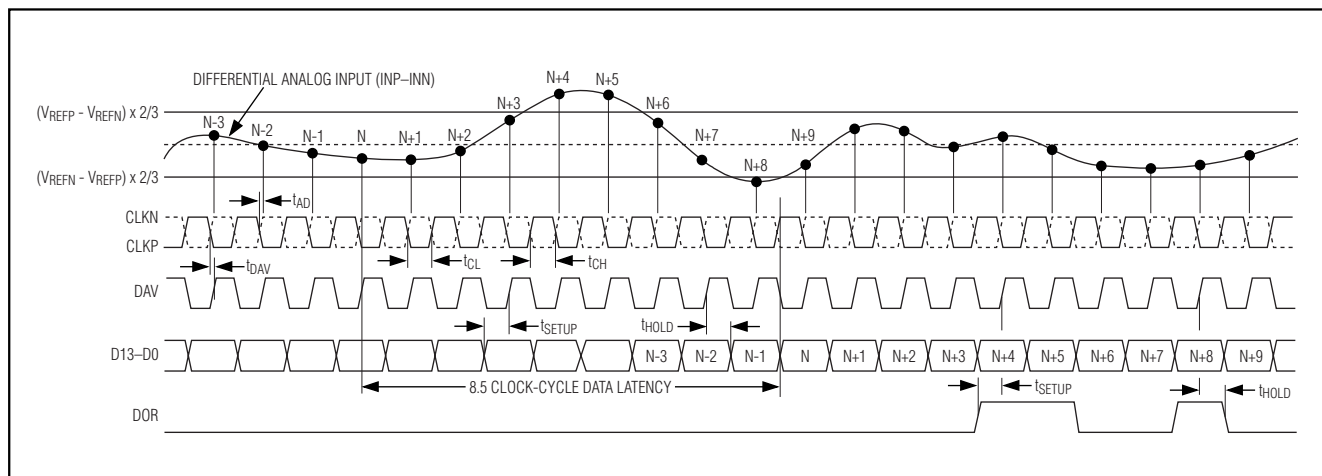 DIFFERENTIAL ANALOG INPUT (INP–INN)
(VREFP - VREFN) x 2/3
N-3
N-2
N-1
N
N+1
N+2
N+3
N+4
N+5
N+6
N+7
N+8
N+9
(VREFN - VREFP) x 2/3
tAD
CLKN
CLKP
tDAV
tCL
tCH
DAV
tSETUP
tHOLD
D13–D0
N-3
N-2
N-1
N
N+1
N+2
N+3
N+4
N+5
N+6
N+7
N+8
N+9
8.5 CLOCK-CYCLE DATA LATENCY
tSETUP
tHOLD
DOR